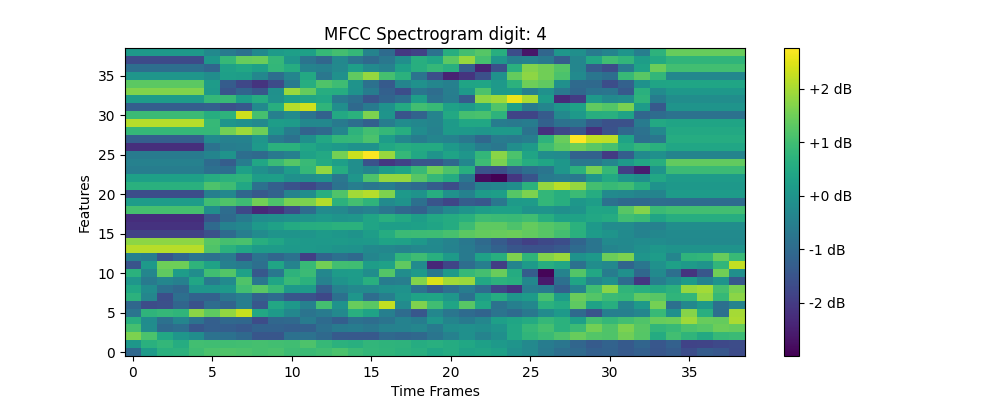 MFCC Spectrogram digit: 4
Features
35
30
25
20
15
10
5
0
0 5 10 15 20 25 30 35
Time Frames
+2 dB
+1 dB
+0 dB
-1 dB
-2 dB